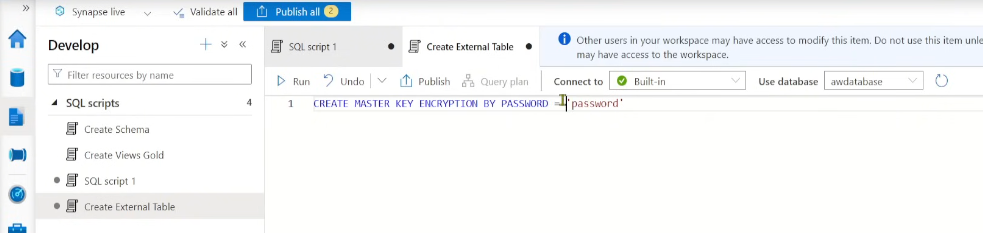 »
Synapse live
Validate all
Publish all 2
Develop
Filter resources by name
SQL scripts 4
Create Schema
Create Views Gold
SQL script 1
Create External Table
SQL script 1
Create External Table
Other users in your workspace may have access to modify this item. Do not use this item unle
may have access to the workspace.
Run Undo Publish Query plan Connect to Built-in Use database awdatabase
1 CREATE MASTER KEY ENCRYPTION BY PASSWORD = 'password'